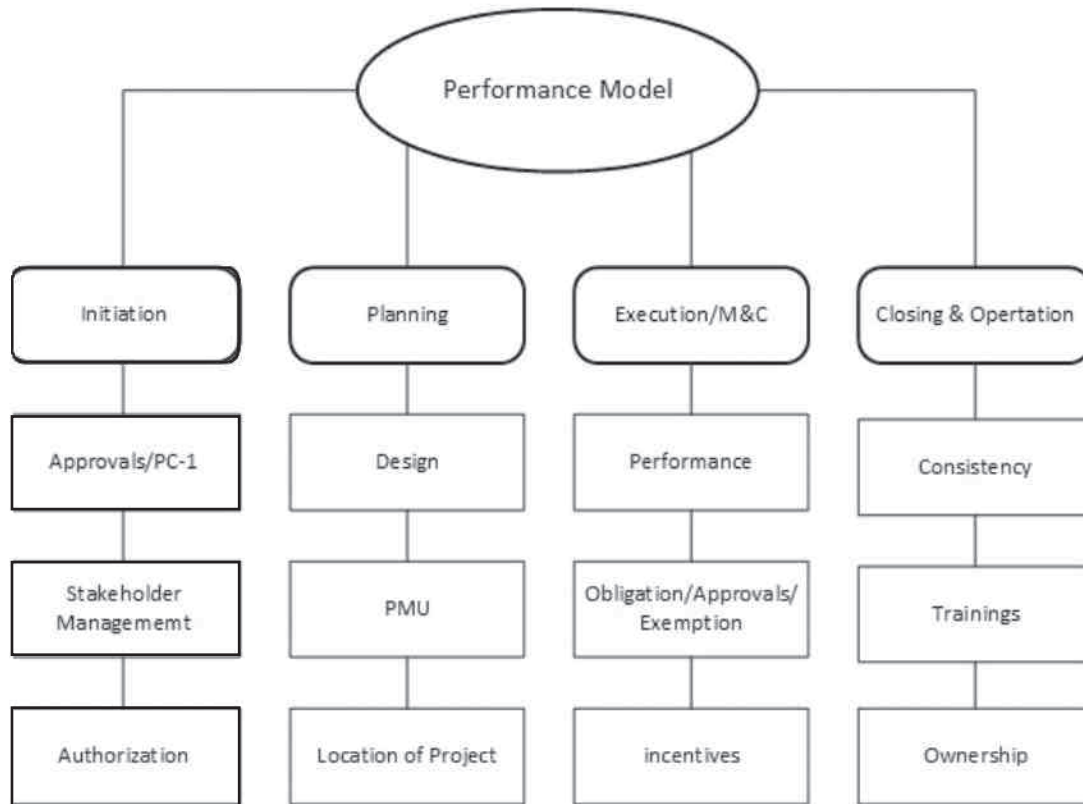 Performance Model
Initiation
Planning
Execution/M&C
Closing & Opertation
Approvals/PC-1
Design
Performance
Consistency
Stakeholder
Managememt
PMU
Obligation/Approvals/
Exemption
Trainings
Authorization
Location of Project
incentives
Ownership